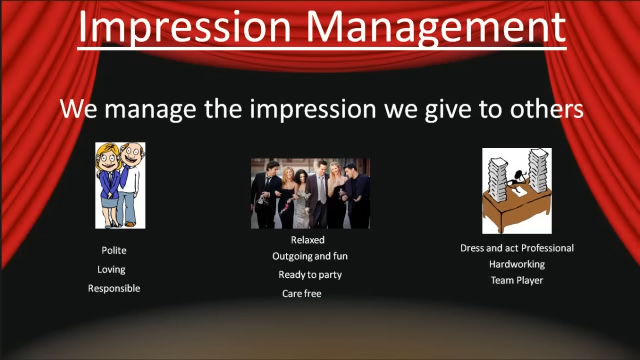 Impression Management
We manage the impression we give to others
Polite
Loving
Responsible
Relaxed
Outgoing and fun
Ready to party
Care free
Dress and act Professional
Hardworking
Team Player